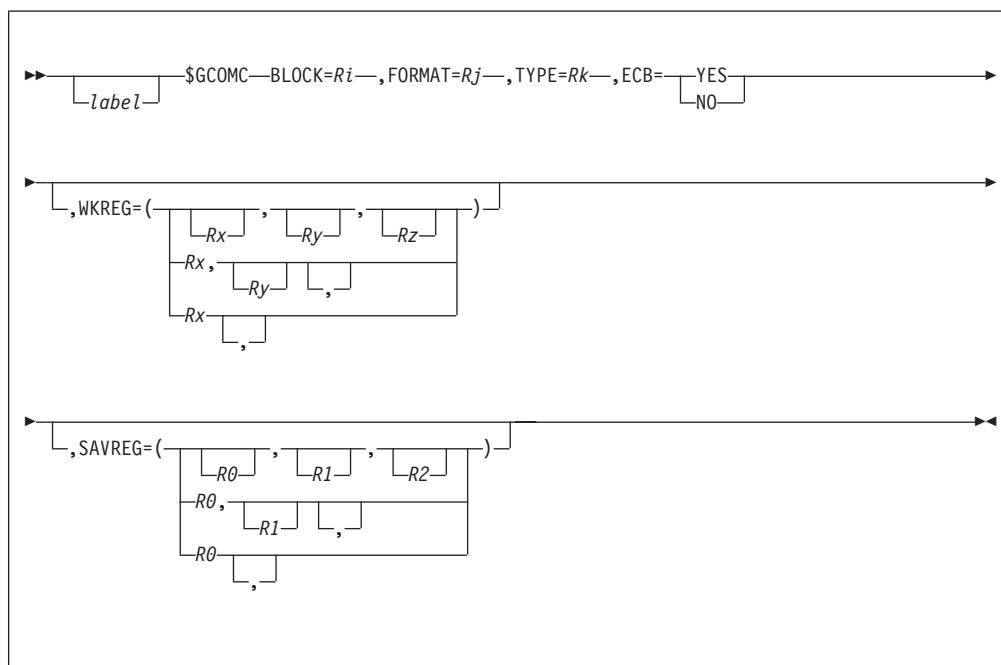 $GCOMC BLOCK=Ri ,FORMAT=Rj ,TYPE=Rk ,ECB= YES
label NO
,WKREG=( , , )
Rx Ry Rz
Rx,
Ry ,
Rx
,
,SAVREG=( , , )
R0 R1 R2
R0,
R1 ,
R0
,